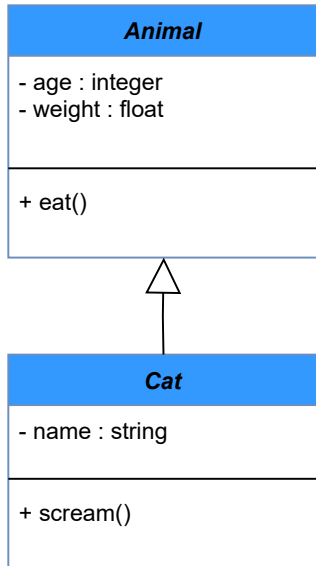 Animal
- age : integer
- weight : float
+ eat()
Cat
- name : string
+ scream()